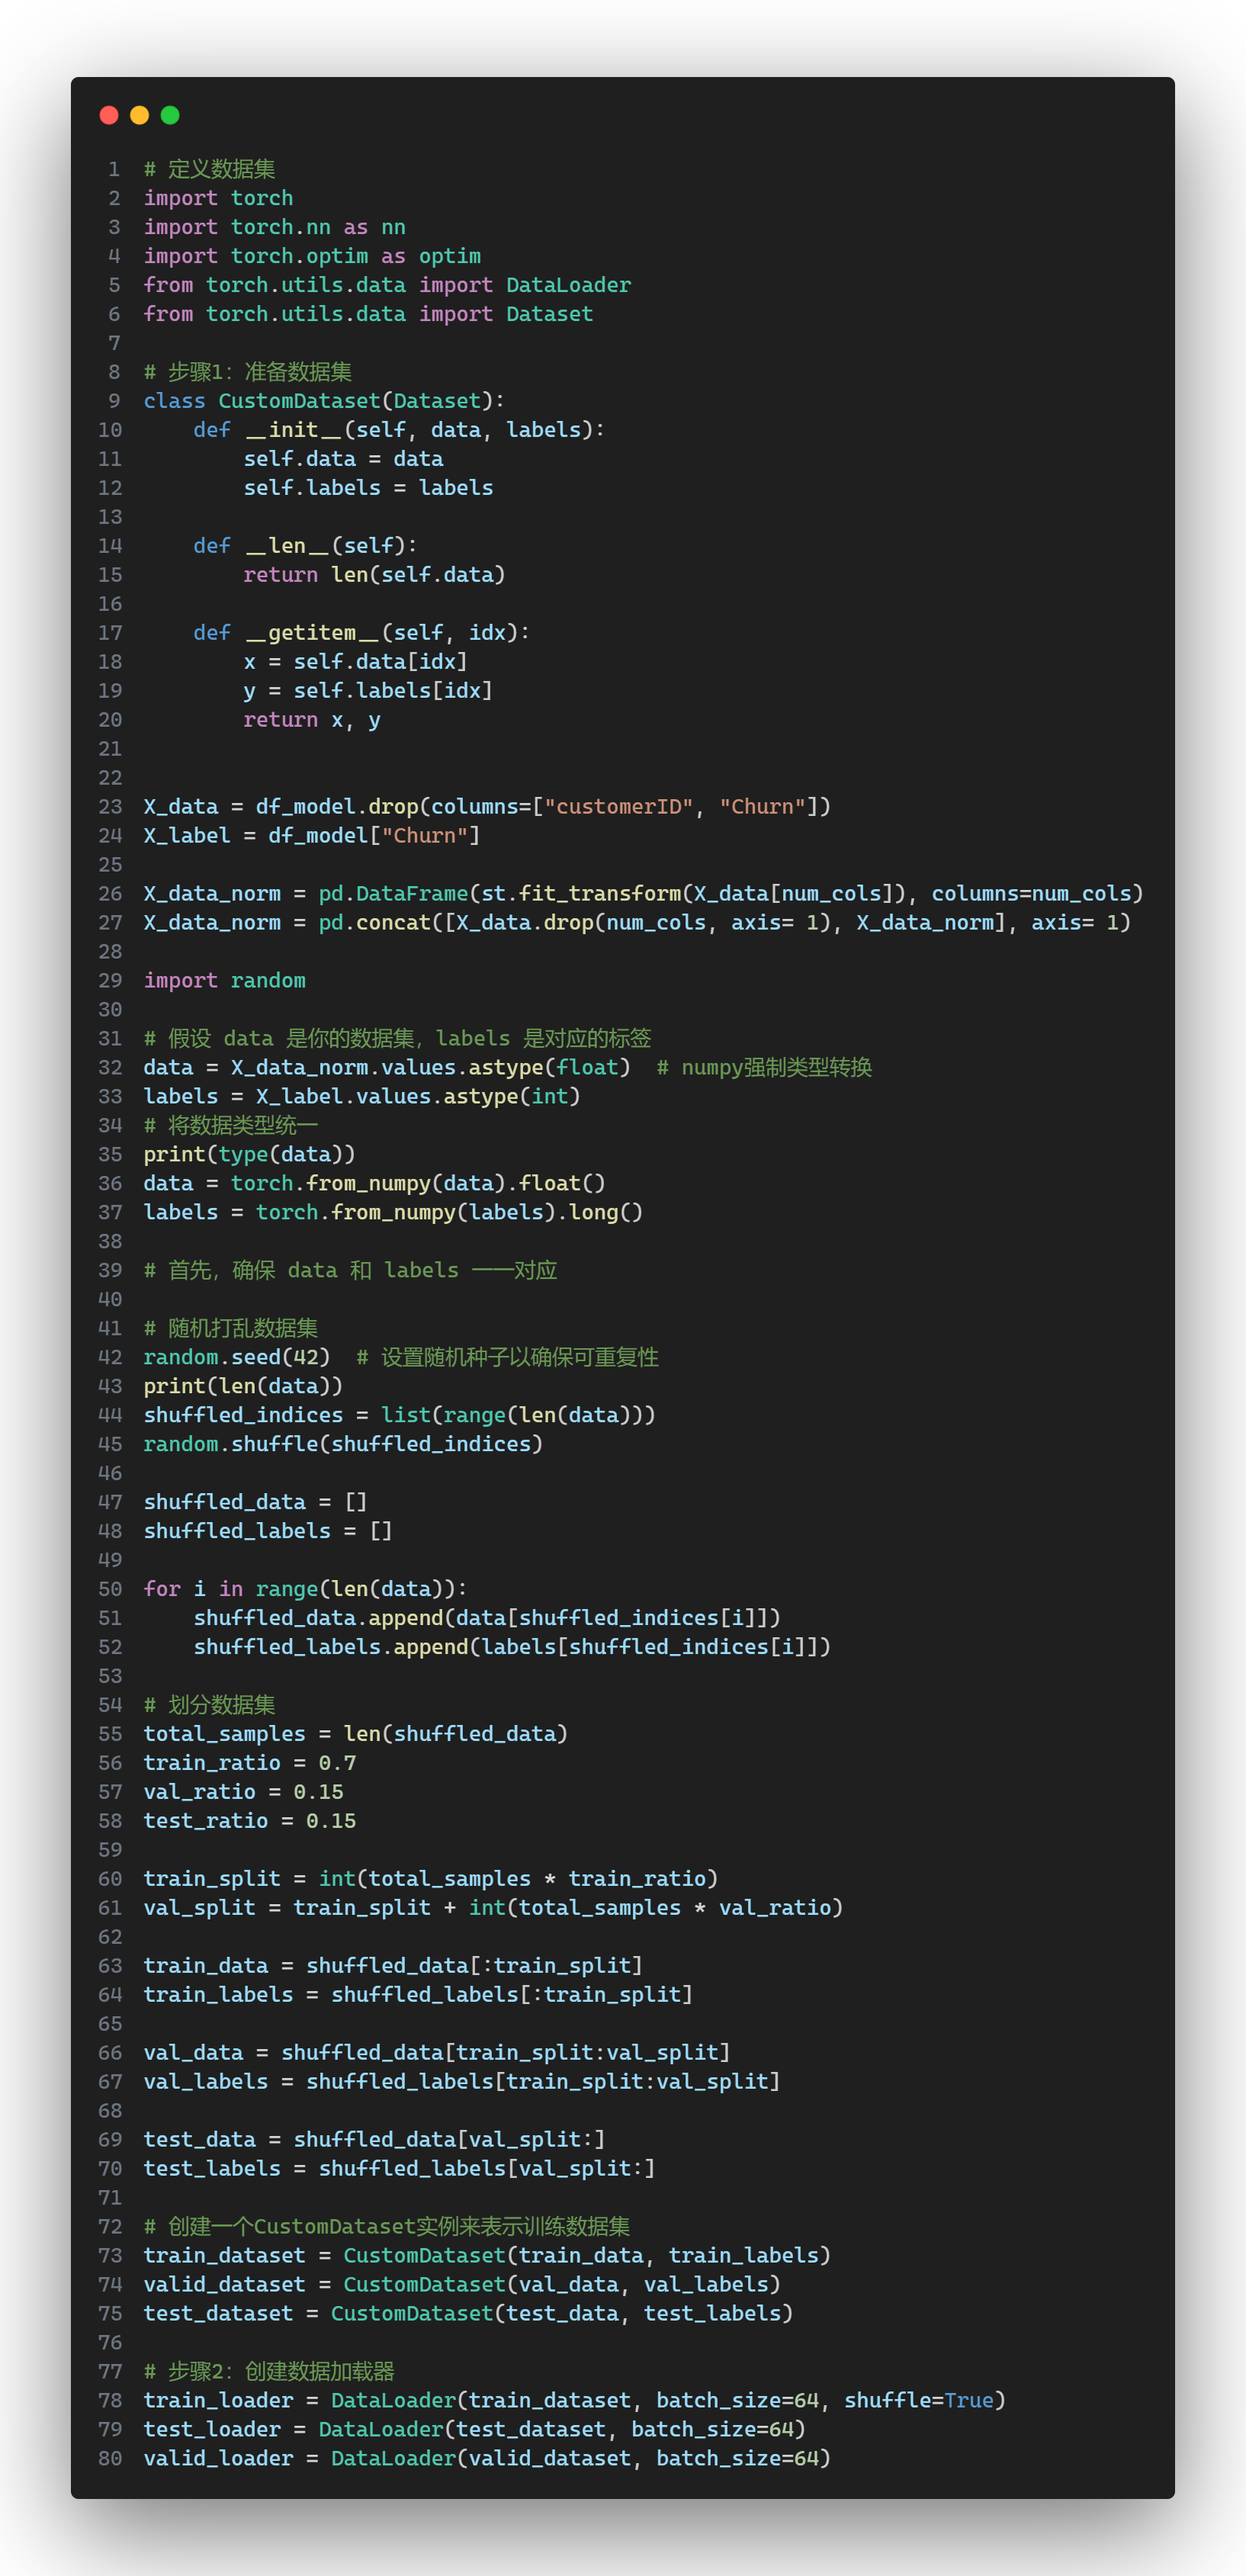 1 # 定义数据集
2 import torch
3 import torch.nn as nn
4 import torch.optim as optim
5 from torch.utils.data import DataLoader
6 from torch.utils.data import Dataset
7
8 # 步骤1：准备数据集
9 class CustomDataset(Dataset):
10     def __init__(self, data, labels):
11         self.data = data
12         self.labels = labels
13
14     def __len__(self):
15         return len(self.data)
16
17     def __getitem__(self, idx):
18         x = self.data[idx]
19         y = self.labels[idx]
20         return x, y
21
22
23 X_data = df_model.drop(columns=["customerID", "Churn"])
24 X_label = df_model["Churn"]
25
26 X_data_norm = pd.DataFrame(st.fit_transform(X_data[num_cols]), columns=num_cols)
27 X_data_norm = pd.concat([X_data.drop(num_cols, axis= 1), X_data_norm], axis= 1)
28
29 import random
30
31 # 假设 data 是你的数据集，labels 是对应的标签
32 data = X_data_norm.values.astype(float)  # numpy强制类型转换
33 labels = X_label.values.astype(int)
34 # 将数据类型统一
35 print(type(data))
36 data = torch.from_numpy(data).float()
37 labels = torch.from_numpy(labels).long()
38
39 # 首先，确保 data 和 labels 一一对应
40
41 # 随机打乱数据集
42 random.seed(42)  # 设置随机种子以确保可重复性
43 print(len(data))
44 shuffled_indices = list(range(len(data)))
45 random.shuffle(shuffled_indices)
46
47 shuffled_data = []
48 shuffled_labels = []
49
50 for i in range(len(data)):
51     shuffled_data.append(data[shuffled_indices[i]])
52     shuffled_labels.append(labels[shuffled_indices[i]])
53
54 # 划分数据集
55 total_samples = len(shuffled_data)
56 train_ratio = 0.7
57 val_ratio = 0.15
58 test_ratio = 0.15
59
60 train_split = int(total_samples * train_ratio)
61 val_split = train_split + int(total_samples * val_ratio)
62
63 train_data = shuffled_data[:train_split]
64 train_labels = shuffled_labels[:train_split]
65
66 val_data = shuffled_data[train_split:val_split]
67 val_labels = shuffled_labels[train_split:val_split]
68
69 test_data = shuffled_data[val_split:]
70 test_labels = shuffled_labels[val_split:]
71
72 # 创建一个CustomDataset实例来表示训练数据集
73 train_dataset = CustomDataset(train_data, train_labels)
74 valid_dataset = CustomDataset(val_data, val_labels)
75 test_dataset = CustomDataset(test_data, test_labels)
76
77 # 步骤2：创建数据加载器
78 train_loader = DataLoader(train_dataset, batch_size=64, shuffle=True)
79 test_loader = DataLoader(test_dataset, batch_size=64)
80 valid_loader = DataLoader(valid_dataset, batch_size=64)